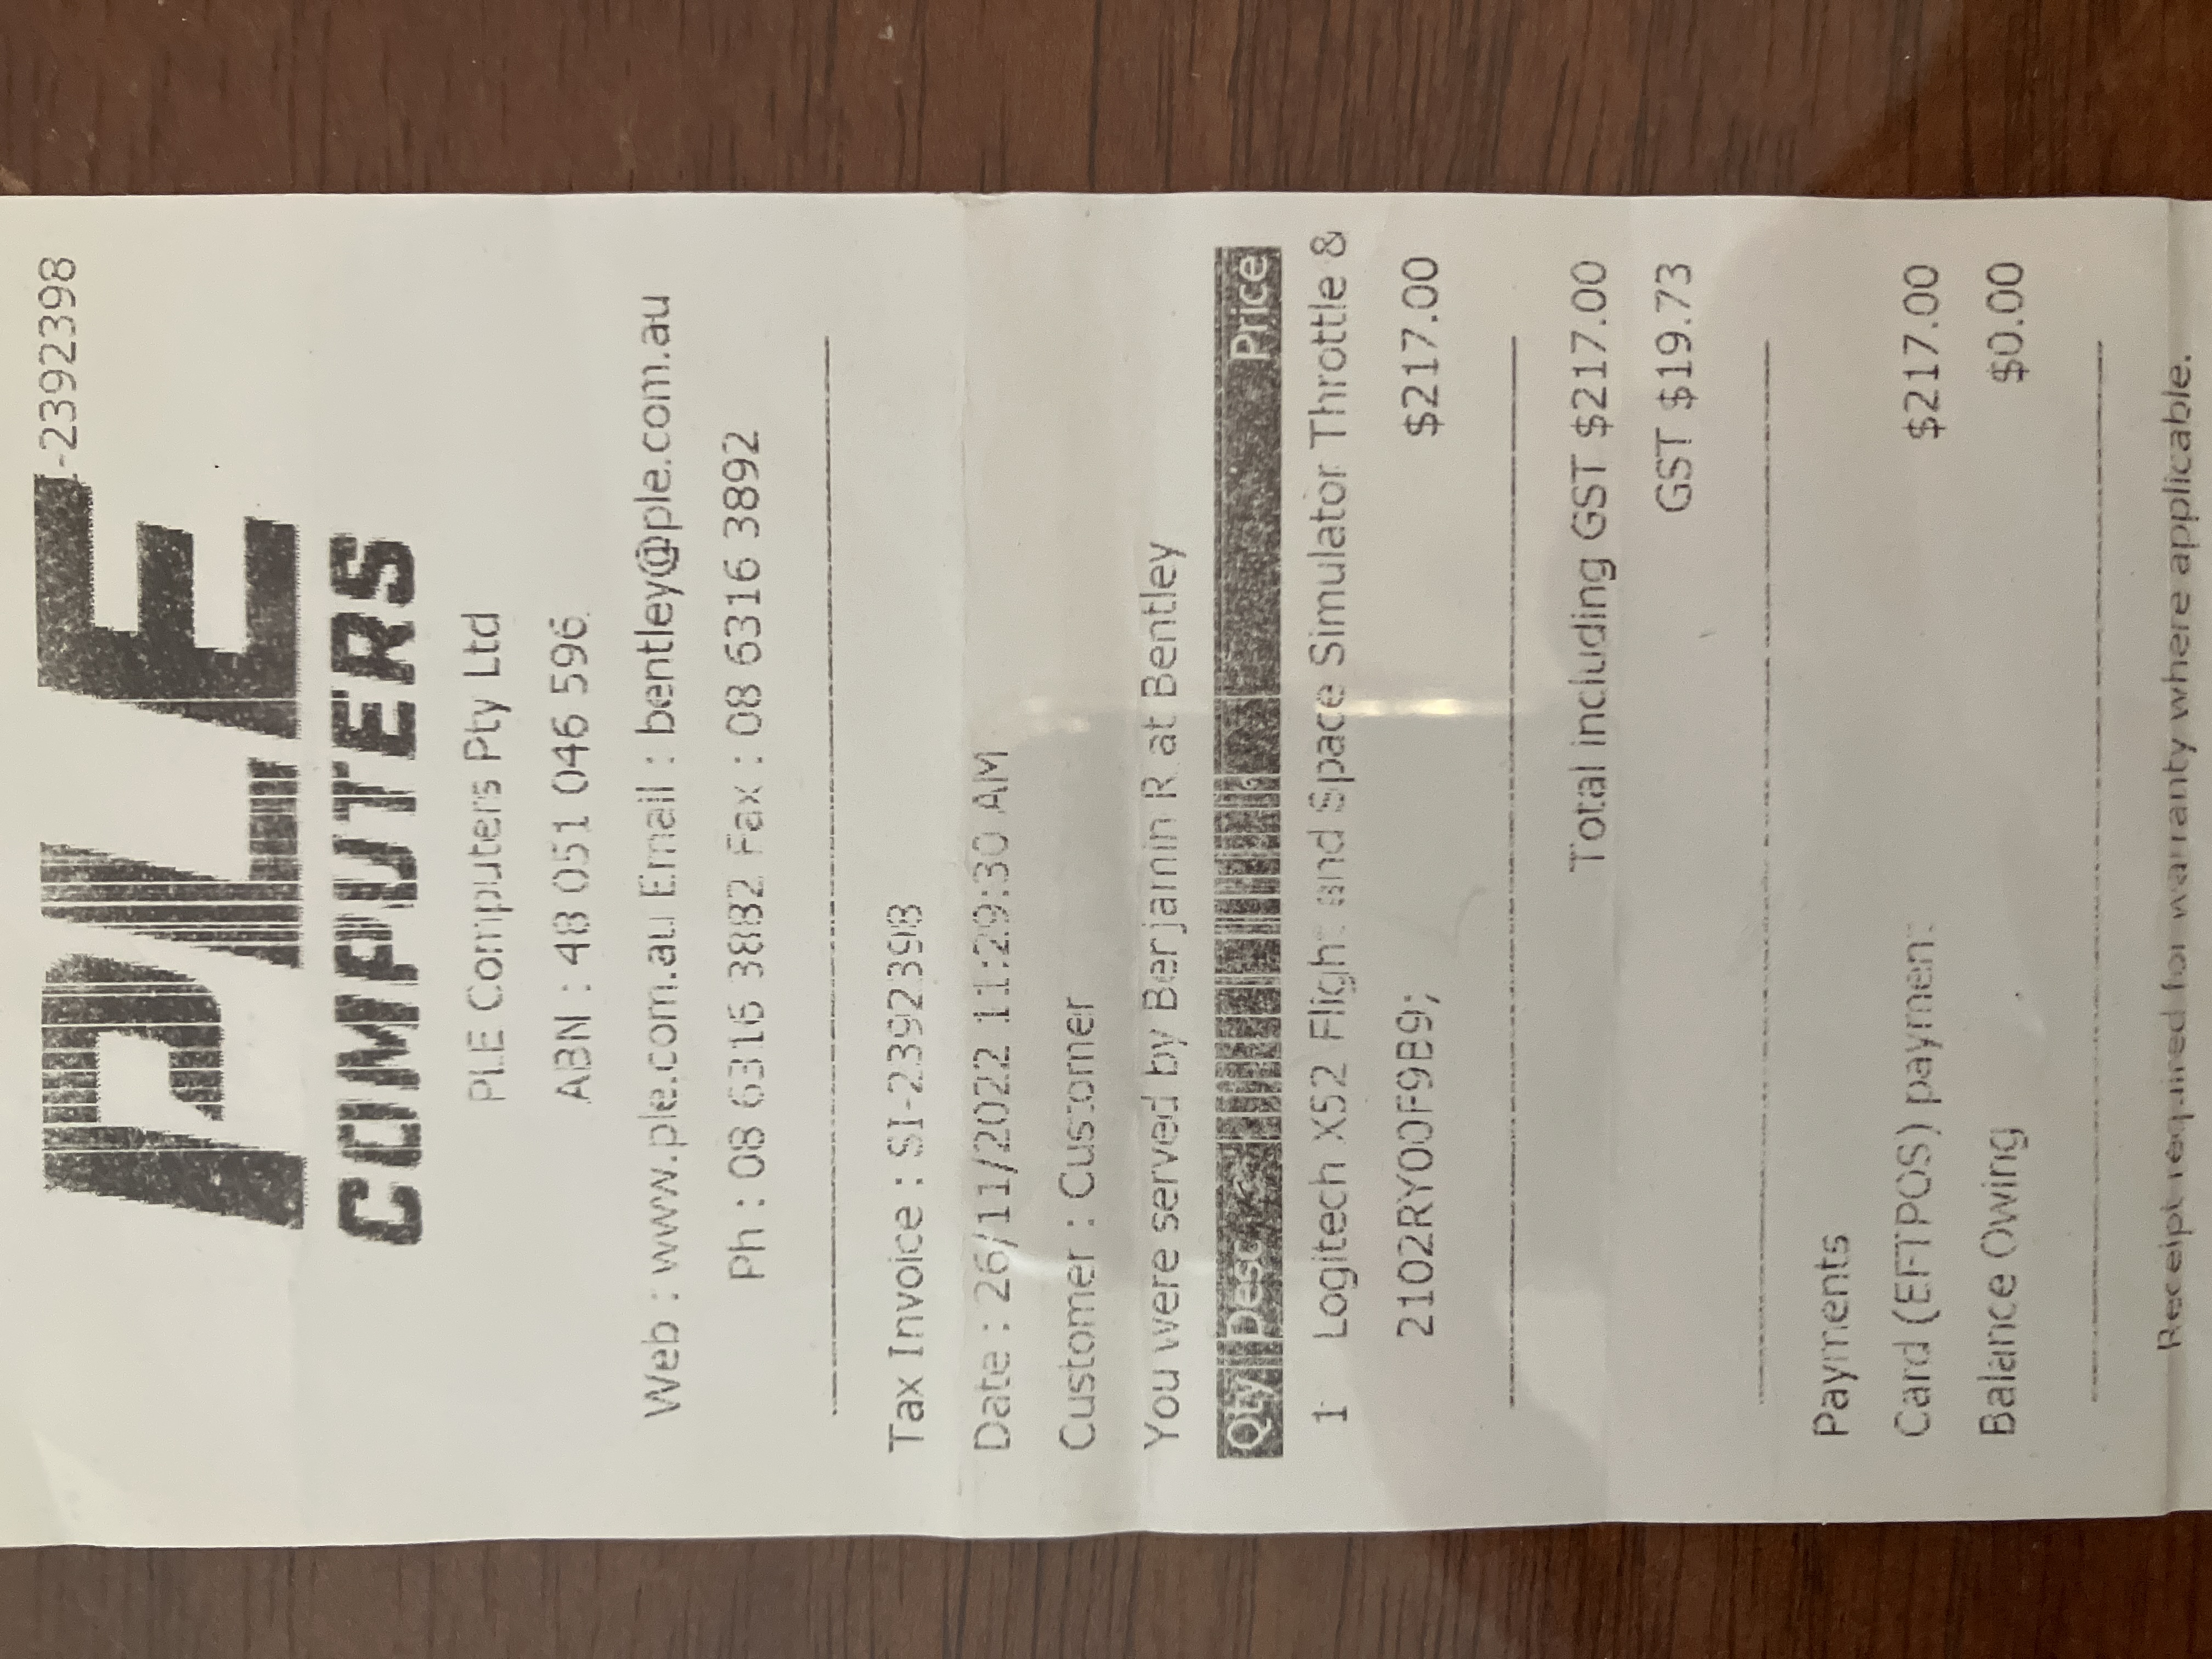 -2392398
PLE
COMPUTERS
PLE Computers Pty Ltd
ABN : 48 051 046 596
Web : www.ple.com.au Email : bentley@ple.com.au
Ph : 08 6316 3882 Fax : 08 6316 3892
Tax Invoice : SI-2392398
Date : 26/11/2022 11:29:30 AM
Customer : Customer
You were served by Benjamin R at Bentley
Qty Desc Price
1 Logitech X52 Flight and Space Simulator Throttle &
2102RY00F9B9; $217.00
Total including GST $217.00
GST $19.73
Payments
Card (EFTPOS) payment $217.00
Balance Owing $0.00
Receipt required for warranty where applicable.